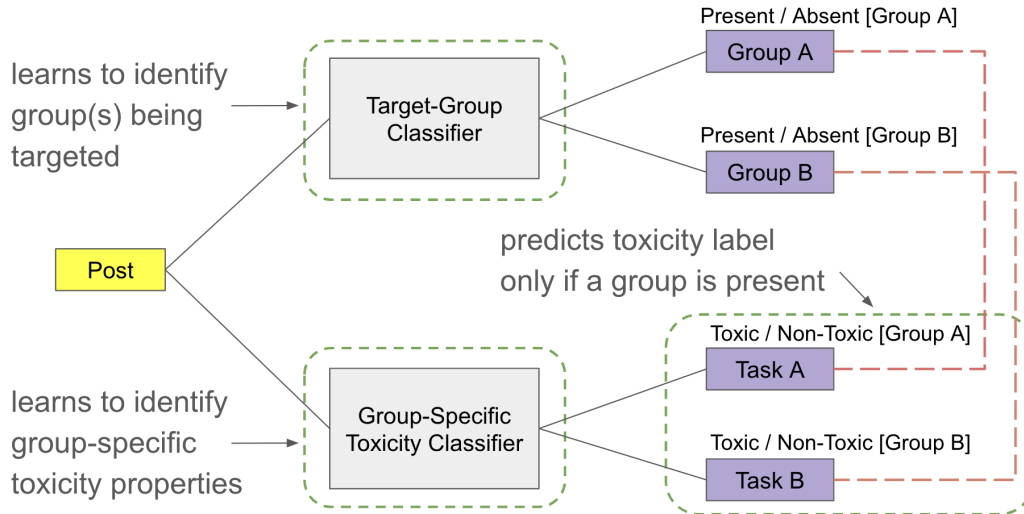 Present / Absent [Group A]
Group A
learns to identify
group(s) being
targeted
Target-Group
Classifier
Present / Absent [Group B]
Group B
predicts toxicity label
only if a group is present
Post
Toxic / Non-Toxic [Group A]
Task A
learns to identify
group-specific
toxicity properties
Group-Specific
Toxicity Classifier
Toxic / Non-Toxic [Group B]
Task B